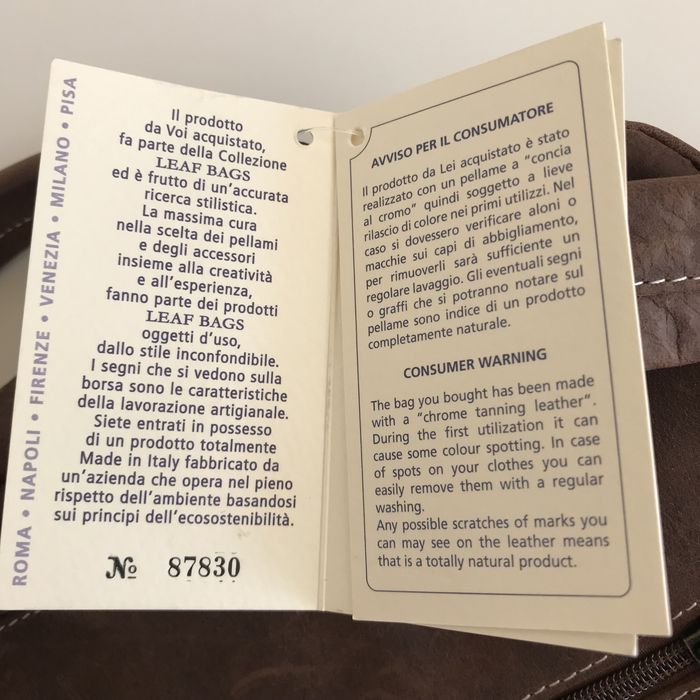 ROMA • NAPOLI • FIRENZE • VENEZIA • MILANO • PISA
Il prodotto
da Voi acquistato,
fa parte della Collezione
LEAF BAGS
ed è frutto di un'accurata
ricerca stilistica.
La massima cura
nella scelta dei pellami
e degli accessori
insieme alla creatività
e all'esperienza,
fanno parte dei prodotti
LEAF BAGS
oggetti d'uso,
dallo stile inconfondibile.
I segni che si vedono sulla
borsa sono le caratteristiche
della lavorazione artigianale.
Siete entrati in possesso
di un prodotto totalmente
Made in Italy fabbricato da
un'azienda che opera nel pieno
rispetto dell'ambiente basandosi
sui principi dell'ecosostenibilità.
№ 87830
AVVISO PER IL CONSUMATORE
Il prodotto da Lei acquistato è stato
realizzato con un pellame a "concia
al cromo" quindi soggetto a lieve
rilascio di colore nei primi utilizzi. Nel
caso si dovessero verificare aloni o
macchie sui capi di abbigliamento,
per rimuoverli sarà sufficiente un
regolare lavaggio. Gli eventuali segni
o graffi che si potranno notare sul
pellame sono indice di un prodotto
completamente naturale.
CONSUMER WARNING
The bag you bought has been made
with a "chrome tanning leather".
During the first utilization it can
cause some colour spotting. In case
of spots on your clothes you can
easily remove them with a regular
washing.
Any possible scratches of marks you
can may see on the leather means
that is a totally natural product.